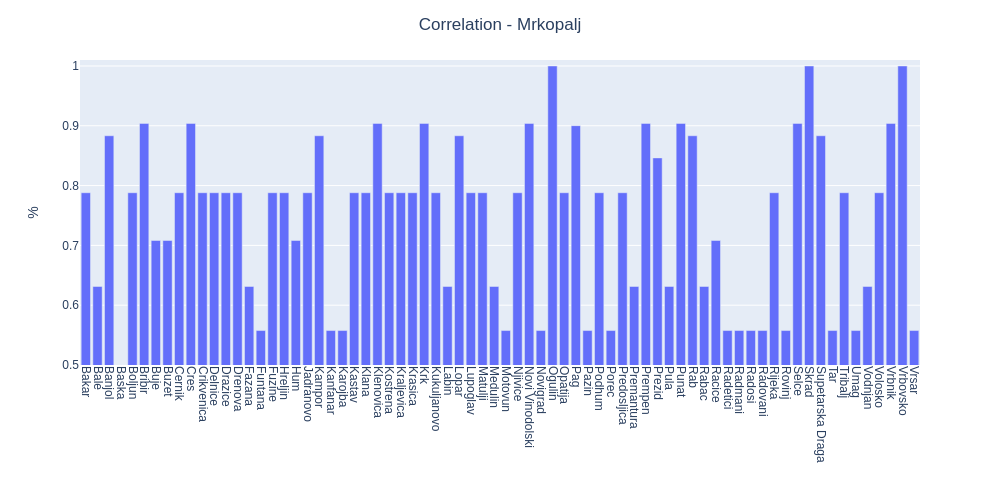 Correlation - Mrkopalj
%
1
0.9
0.8
0.7
0.6
0.5
Bakar
Bale
Banjol
Baska
Boljun
Bribir
Buje
Buzet
Cernik
Cres
Crikvenica
Delnice
Drazice
Drenova
Fazana
Funtana
Fuzine
Hreljin
Hum
Jadranovo
Kampor
Kanfanar
Karojba
Kastav
Klana
Klenovica
Kostrena
Kraljevica
Krasica
Krk
Kukuljanovo
Labin
Lopar
Lupoglav
Matulji
Medulin
Motovun
Njivice
Novi Vinodolski
Novigrad
Ogulin
Opatija
Pag
Pazin
Podhum
Porec
Predosljica
Premantura
Prempen
Prezid
Pula
Punat
Rab
Rabac
Racice
Radetici
Radmani
Radosi
Radovani
Rijeka
Rovinj
Selce
Skrad
Supetarska Draga
Tar
Tribalj
Umag
Vodnjan
Volosko
Vrbnik
Vrbovsko
Vrsar